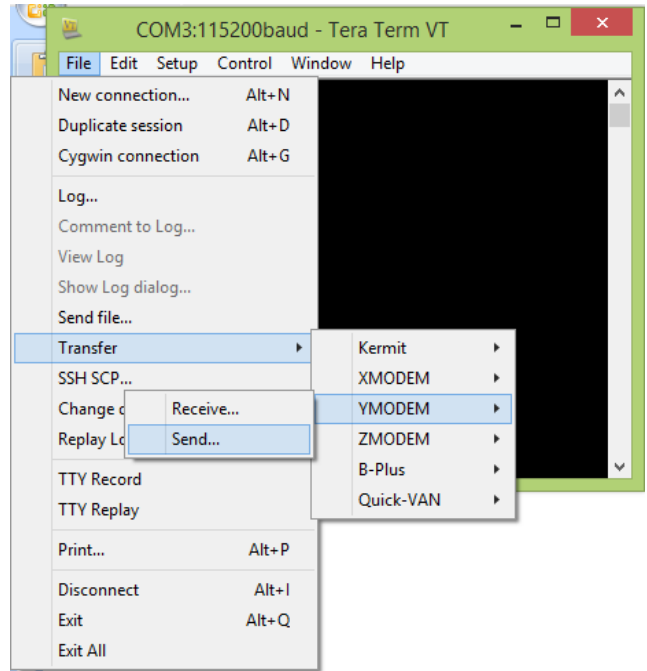 COM3:115200baud - Tera Term VT
File Edit Setup Control Window Help
New connection... Alt+N
Duplicate session Alt+D
Cygwin connection Alt+G
Log...
Comment to Log...
View Log
Show Log dialog...
Send file...
Transfer
SSH SCP...
Change
Replay
TTY Record
TTY Replay
Print... Alt+P
Disconnect Alt+I
Exit Alt+Q
Exit All
Kermit
XMODEM
YMODEM
ZMODEM
B-Plus
Quick-VAN
Receive...
Send...